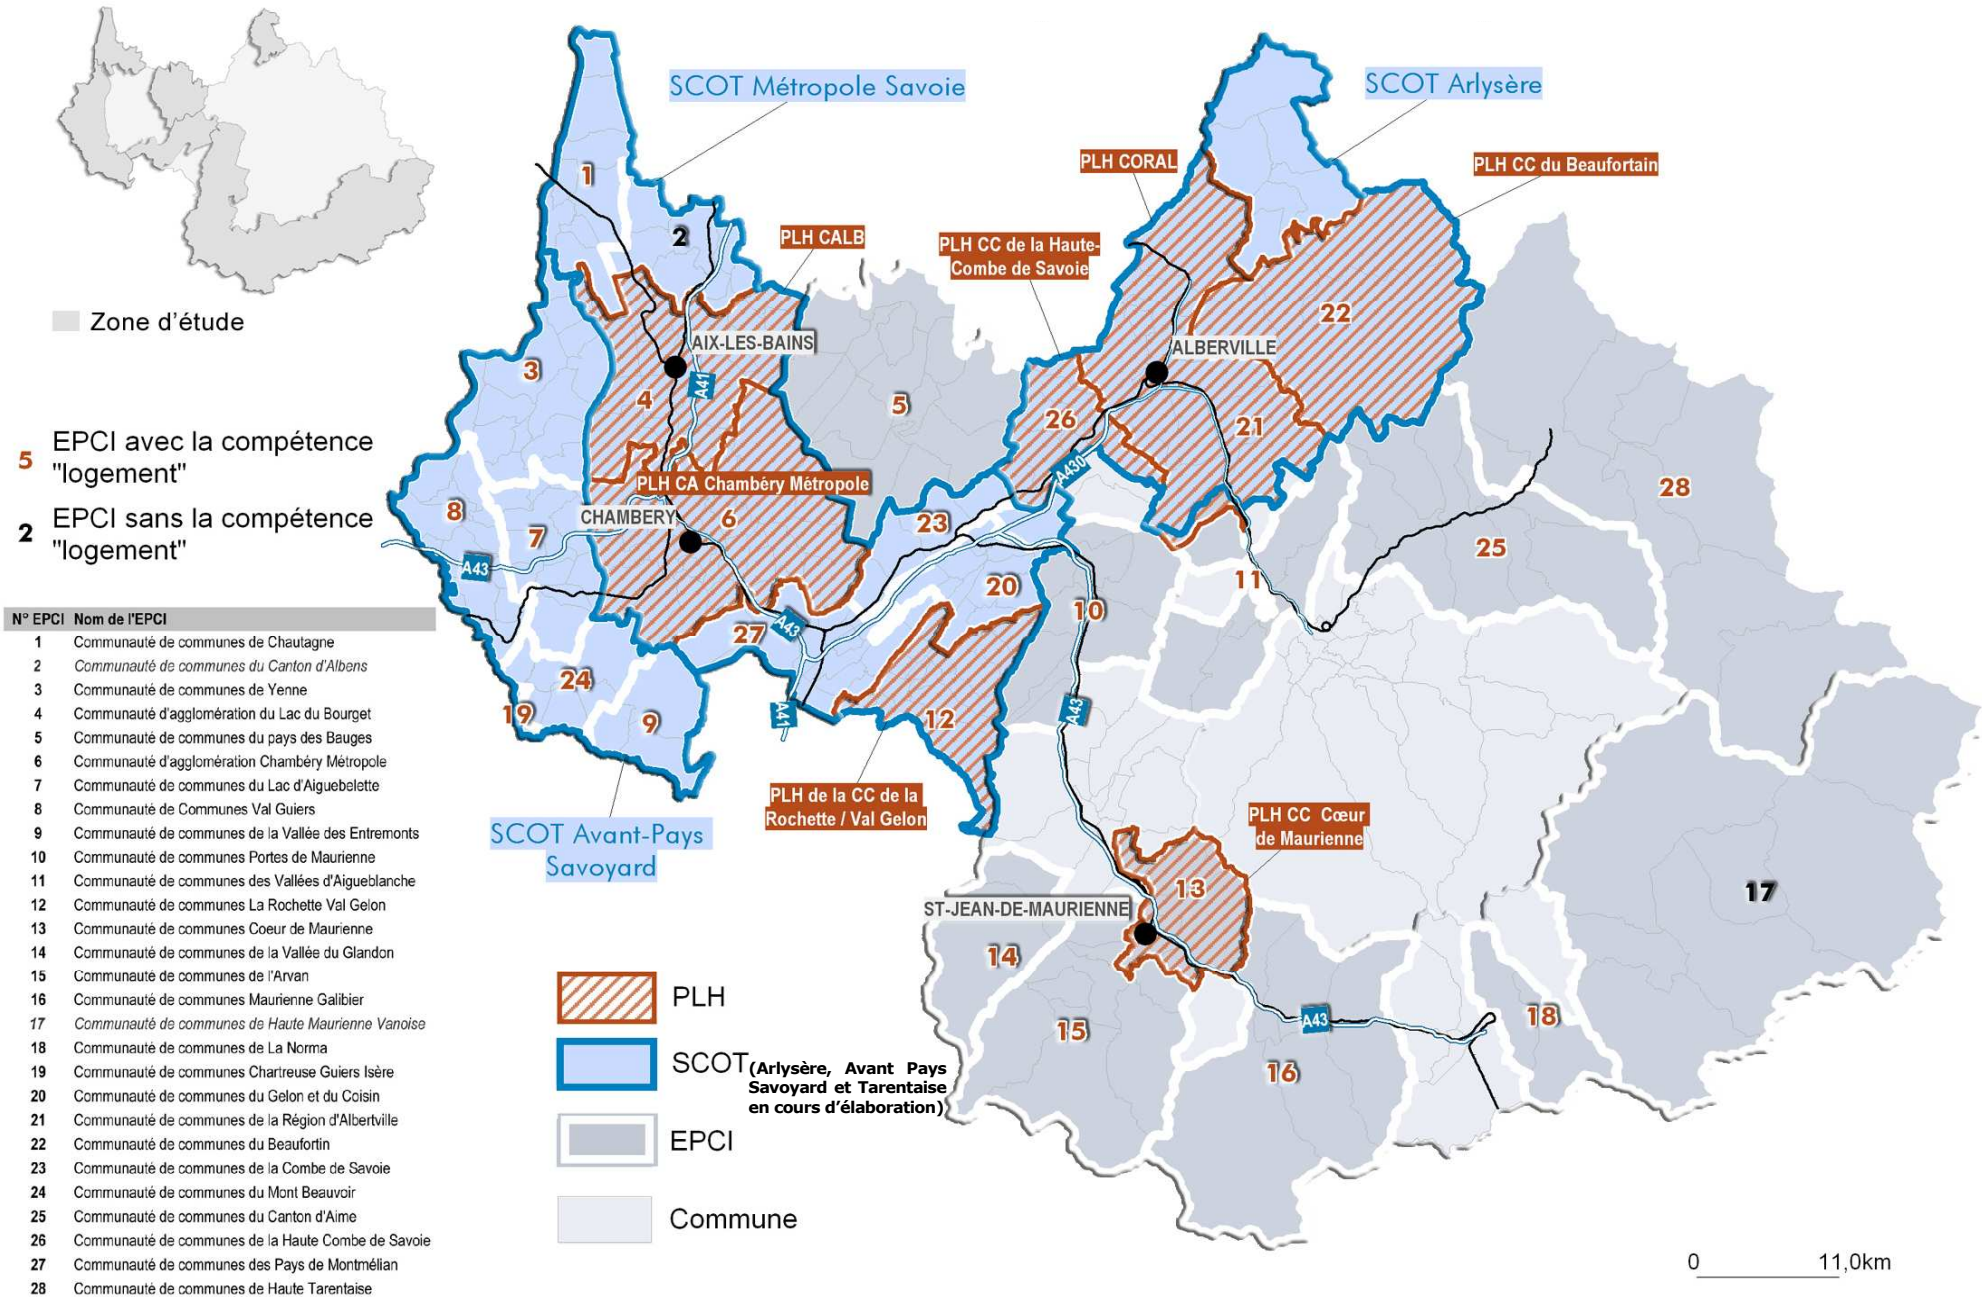 SCOT Métropole Savoie
SCOT Arlysère
PLH CORAL
PLH CC du Beaufortain
PLH CALB
PLH CC de la Haute-
Combe de Savoie
1
2
Zone d'étude
22
AIX-LES-BAINS
ALBERVILLE
3
A41
4
5
26
21
5 EPCI avec la compétence
"logement"
A430
PLH CA Chambéry Métropole
28
8
CHAMBERY
6
23
7
25
2 EPCI sans la compétence
"logement"
A43
11
20
10
27
A43
24
19
9
A41
12
A43
N° EPCI Nom de l'EPCI
1 Communauté de communes de Chautagne
2 Communauté de communes du Canton d'Albens
3 Communauté de communes de Yenne
4 Communauté d'agglomération du Lac du Bourget
5 Communauté de communes du pays des Bauges
6 Communauté d'agglomération Chambéry Métropole
7 Communauté de communes du Lac d'Aiguebelette
8 Communauté de Communes Val Guiers
9 Communauté de communes de la Vallée des Entremonts
10 Communauté de communes Portes de Maurienne
11 Communauté de communes des Vallées d'Aigueblanche
12 Communauté de communes La Rochette Val Gelon
13 Communauté de communes Coeur de Maurienne
14 Communauté de communes de la Vallée du Glandon
15 Communauté de communes de l'Arvan
16 Communauté de communes Maurienne Galibier
17 Communauté de communes de Haute Maurienne Vanoise
18 Communauté de communes de La Norma
19 Communauté de communes Chartreuse Guiers Isère
20 Communauté de communes du Gelon et du Coisin
21 Communauté de communes de la Région d'Albertville
22 Communauté de communes du Beaufortin
23 Communauté de communes de la Combe de Savoie
24 Communauté de communes du Mont Beauvoir
25 Communauté de communes du Canton d'Aime
26 Communauté de communes de la Haute Combe de Savoie
27 Communauté de communes des Pays de Montmélian
28 Communauté de communes de Haute Tarentaise
PLH de la CC de la
Rochette / Val Gelon
SCOT Avant-Pays
Savoyard
PLH CC Cœur
de Maurienne
13
17
ST-JEAN-DE-MAURIENNE
14
15
A43
18
16
PLH
SCOT (Arlysère, Avant Pays
Savoyard et Tarentaise
en cours d'élaboration)
EPCI
Commune
0 11,0km